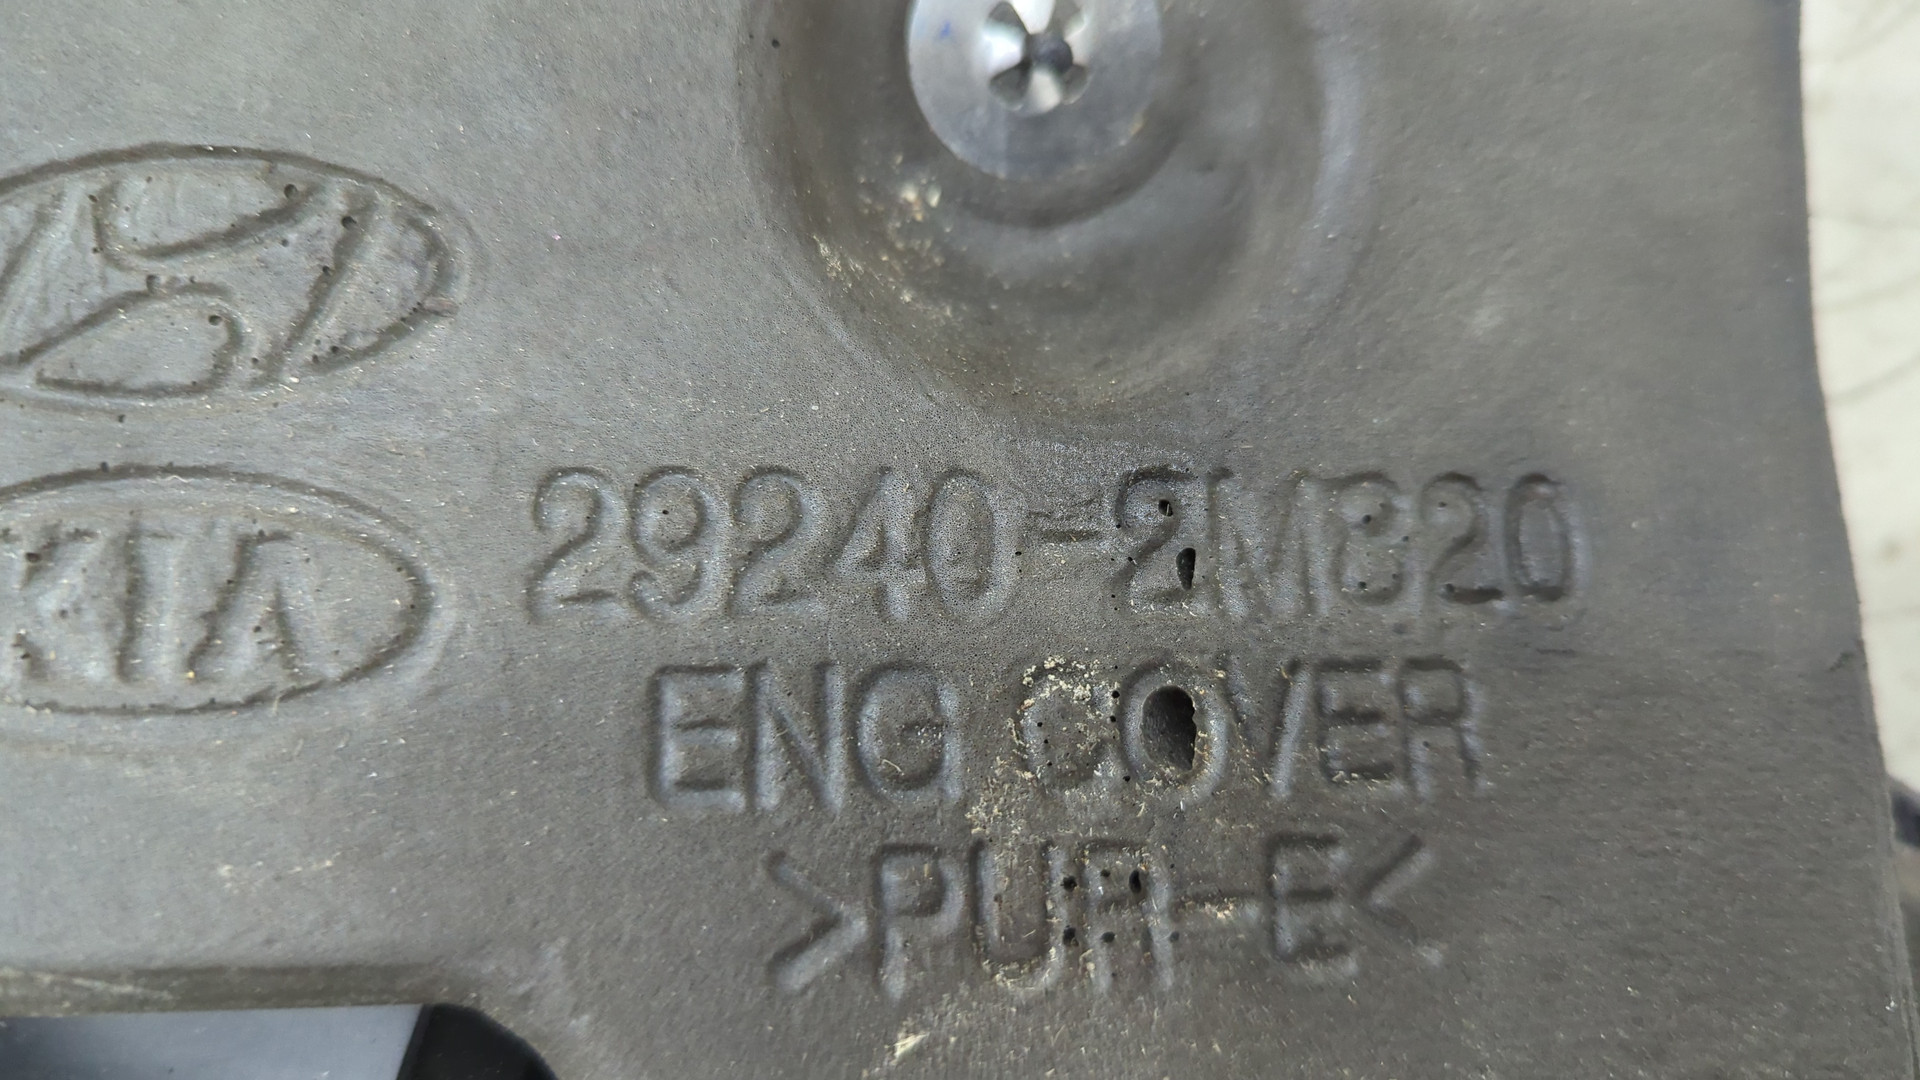 KIA
29240-2M820
ENG COVER
>PUR-E<